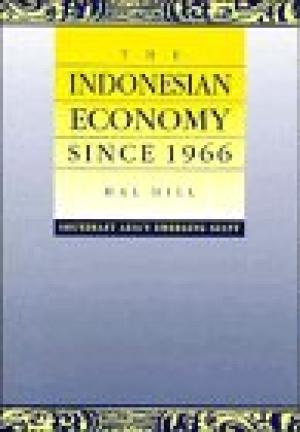 THE
INDONESIAN
ECONOMY
SINCE 1966
HAL HILL
SOUTHEAST ASIA'S EMERGING GIANT